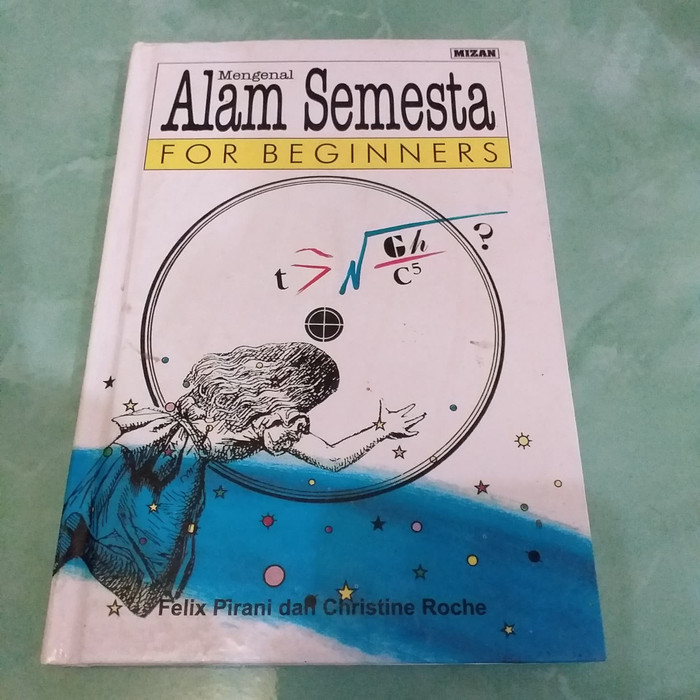 MIZAN
Mengenal
Alam Semesta
FOR BEGINNERS
t > √ Gh / C⁵ ?
Felix Pirani dan Christine Roche